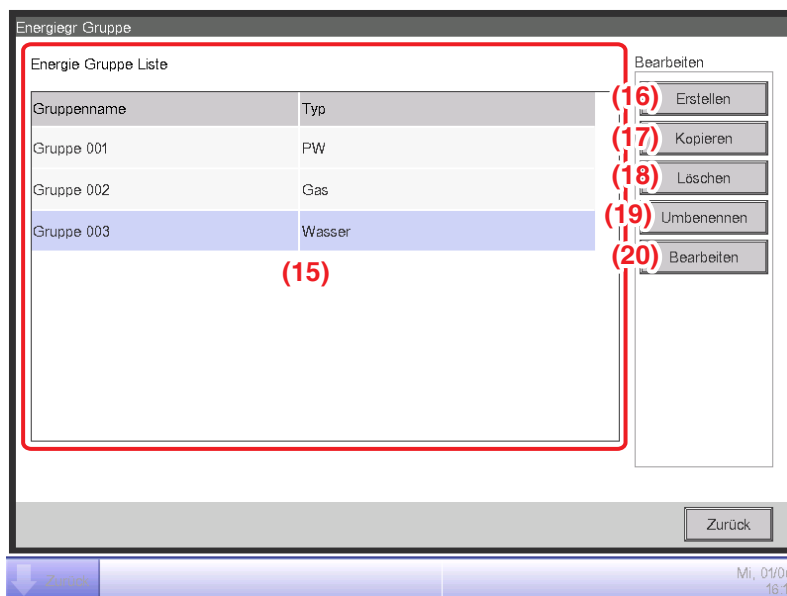 Energiegr Gruppe
Energie Gruppe Liste
Gruppenname Typ
Gruppe 001 PW
Gruppe 002 Gas
Gruppe 003 Wasser
(15)
Bearbeiten
(16) Erstellen
(17) Kopieren
(18) Löschen
(19) Umbenennen
(20) Bearbeiten
Zurück
Zurück
Mi, 01/0
16:1